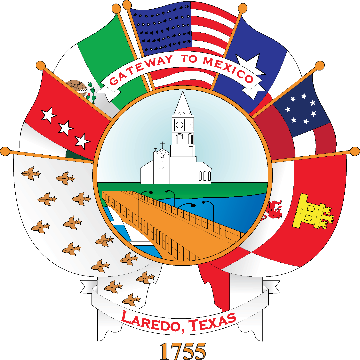 GATEWAY TO MEXICO
LAREDO, TEXAS
1755